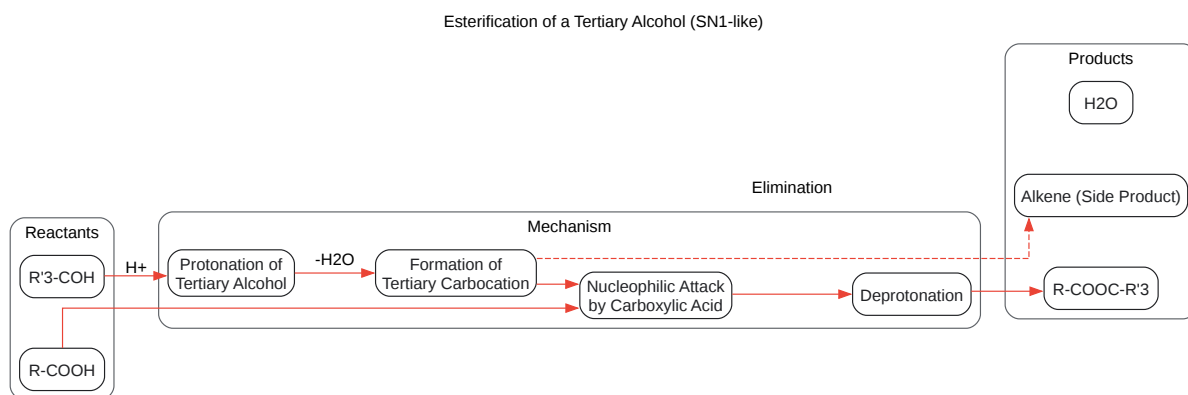 Esterification of a Tertiary Alcohol (SN1-like)
Products
H2O
Elimination
Alkene (Side Product)
Mechanism
Reactants
R'3-COH
H+
Protonation of
Tertiary Alcohol
-H2O
Formation of
Tertiary Carbocation
Nucleophilic Attack
by Carboxylic Acid
Deprotonation
R-COOC-R'3
R-COOH